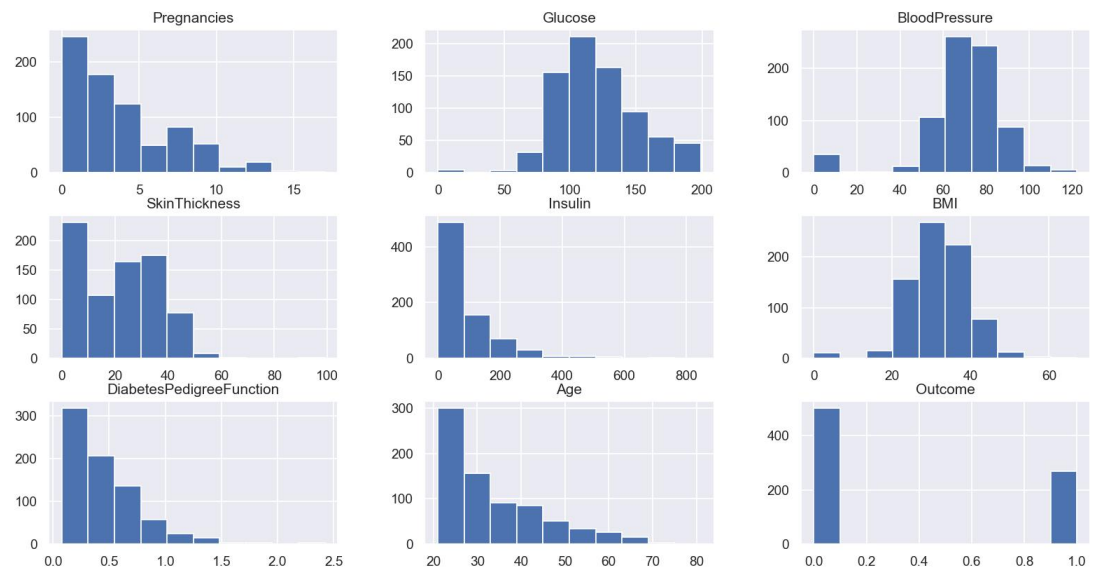 Pregnancies
200
100
0
0 5 10 15
Glucose
200
150
100
50
0
0 50 100 150 200
BloodPressure
200
100
0
0 20 40 60 80 100 120
SkinThickness
200
150
100
50
0
0 20 40 60 80 100
Insulin
400
200
0
0 200 400 600 800
BMI
200
100
0
0 20 40 60
DiabetesPedigreeFunction
300
200
100
0
0.0 0.5 1.0 1.5 2.0 2.5
Age
300
200
100
0
20 30 40 50 60 70 80
Outcome
400
200
0
0.0 0.2 0.4 0.6 0.8 1.0